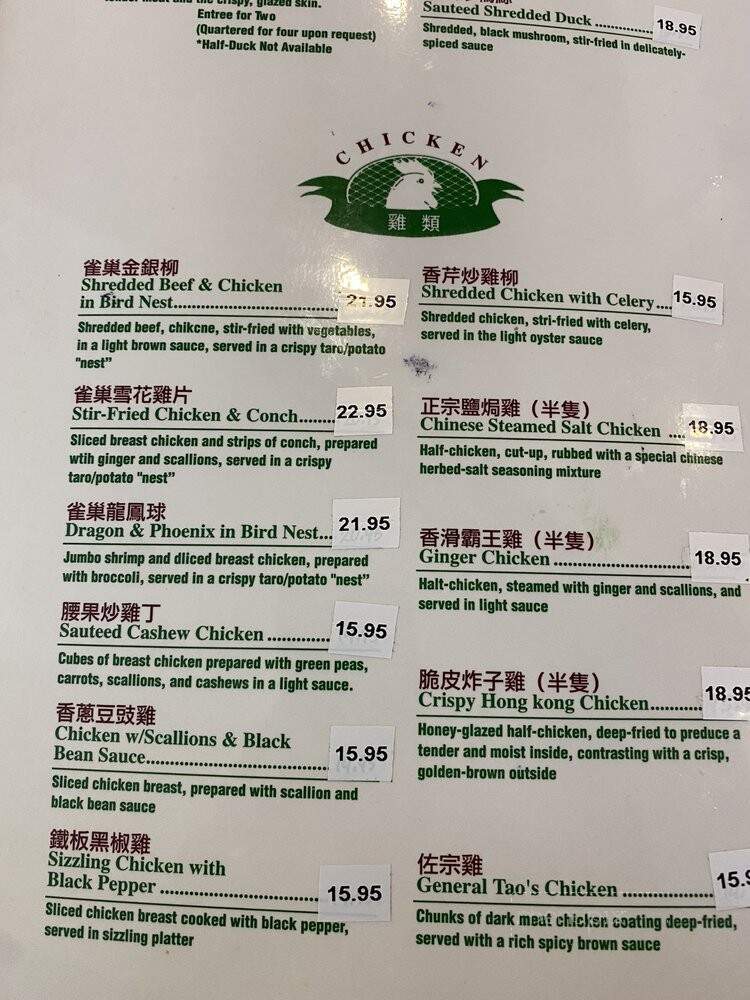 and the crispy, glazed skin.
Entree for Two
(Quartered for four upon request)
*Half-Duck Not Available
Sauteed Shredded Duck .............. 18.95
Shredded, black mushroom, stir-fried in delicately-
spiced sauce
CHICKEN
雞類
雀巢金銀柳
Shredded Beef & Chicken
in Bird Nest.................................... 21.95
Shredded beef, chikcne, stir-fried with vegetables,
in a light brown sauce, served in a crispy taro/potato
"nest”
雀巢雪花雞片
Stir-Fried Chicken & Conch........ 22.95
Sliced breast chicken and strips of conch, prepared
wtih ginger and scallions, served in a crispy
taro/potato "nest”
雀巢龍鳳球
Dragon & Phoenix in Bird Nest... 21.95
Jumbo shrimp and dliced breast chicken, prepared
with broccoli, served in a crispy taro/potato "nest”
腰果炒雞丁
Sauteed Cashew Chicken .............. 15.95
Cubes of breast chicken prepared with green peas,
carrots, scallions, and cashews in a light sauce.
香蔥豆豉雞
Chicken w/Scallions & Black
Bean Sauce........................................ 15.95
Sliced chicken breast, prepared with scallion and
black bean sauce
鐵板黑椒雞
Sizzling Chicken with
Black Pepper ................................... 15.95
Sliced chicken breast cooked with black pepper,
served in sizzling platter
香芹炒雞柳
Shredded Chicken with Celery.... 15.95
Shredded chicken, stri-fried with celery,
served in the light oyster sauce
正宗鹽焗雞（半隻）
Chinese Steamed Salt Chicken .... 18.95
Half-chicken, cut-up, rubbed with a special chinese
herbed-salt seasoning mixture
香滑霸王雞（半隻）
Ginger Chicken .............................. 18.95
Halt-chicken, steamed with ginger and scallions, and
served in light sauce
脆皮炸子雞（半隻）
Crispy Hong kong Chicken............ 18.95
Honey-glazed half-chicken, deep-fried to preduce a
tender and moist inside, contrasting with a crisp,
golden-brown outside
佐宗雞
General Tao's Chicken .................. 15.9
Chunks of dark meat chicken coating deep-fried,
served with a rich spicy brown sauce